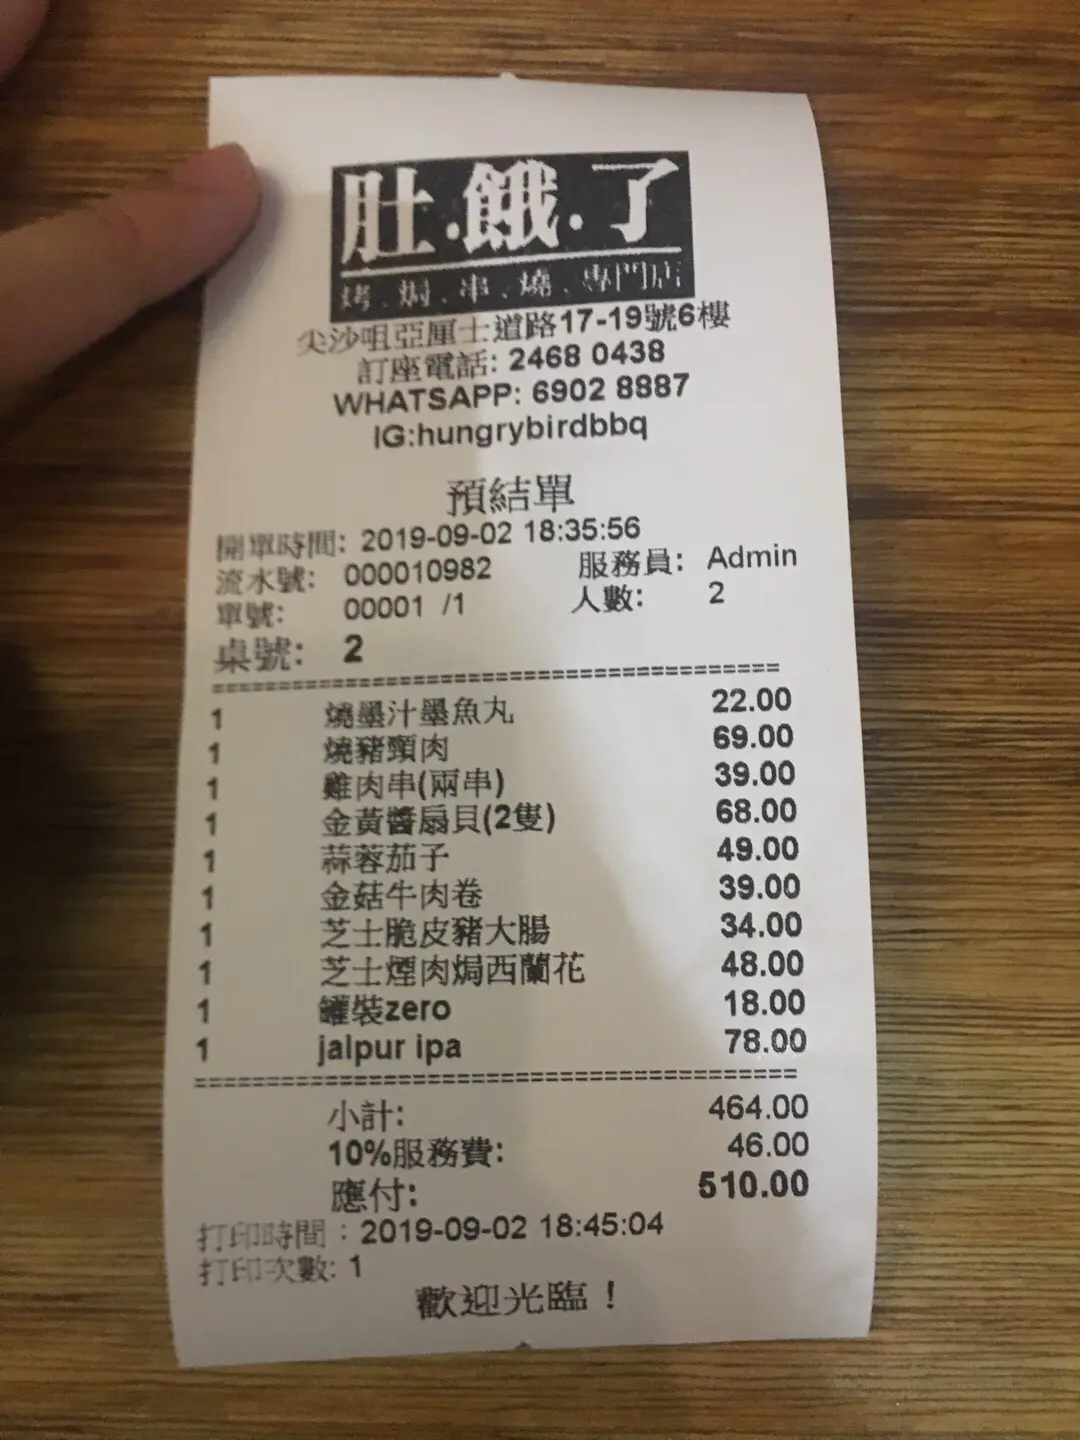 肚.餓.了
烤.焗.串.燒.專門店
尖沙咀亞厘士道路17-19號6樓
訂座電話: 2468 0438
WHATSAPP: 6902 8887
IG:hungrybirdbbq
預結單
開單時間: 2019-09-02 18:35:56
流水號: 000010982 服務員: Admin
單號: 00001 /1 人數: 2
桌號: 2
1 燒墨汁墨魚丸 22.00
1 燒豬頸肉 69.00
1 雞肉串(兩串) 39.00
1 金黃醬扇貝(2隻) 68.00
1 蒜蓉茄子 49.00
1 金菇牛肉卷 39.00
1 芝士脆皮豬大腸 34.00
1 芝士煙肉焗西蘭花 48.00
1 罐裝zero 18.00
1 jalpur ipa 78.00
小計: 464.00
10%服務費: 46.00
應付: 510.00
打印時間：2019-09-02 18:45:04
打印次數: 1
歡迎光臨！